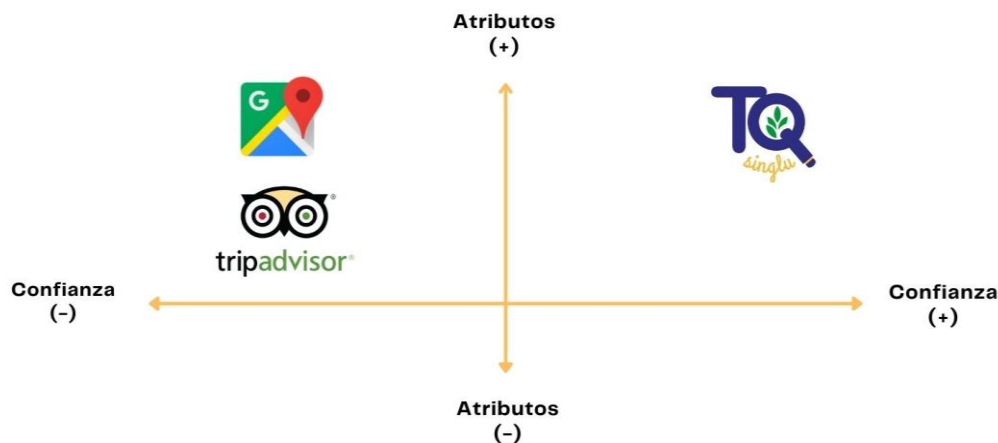 Atributos
(+)
G
TQ
singlu
tripadvisor®
Confianza
(-)
Confianza
(+)
Atributos
(-)